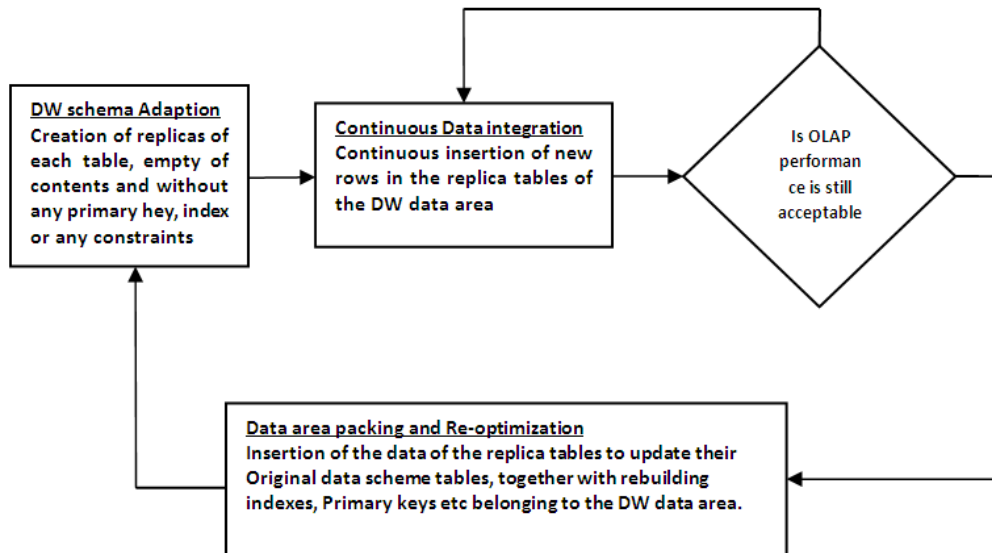 DW schema Adaption
Creation of replicas of
each table, empty of
contents and without
any primary hey, index
or any constraints
Continuous Data integration
Continuous insertion of new
rows in the replica tables of
the DW data area
Is OLAP
performan
ce is still
acceptable
Data area packing and Re-optimization
Insertion of the data of the replica tables to update their
Original data scheme tables, together with rebuilding
indexes, Primary keys etc belonging to the DW data area.